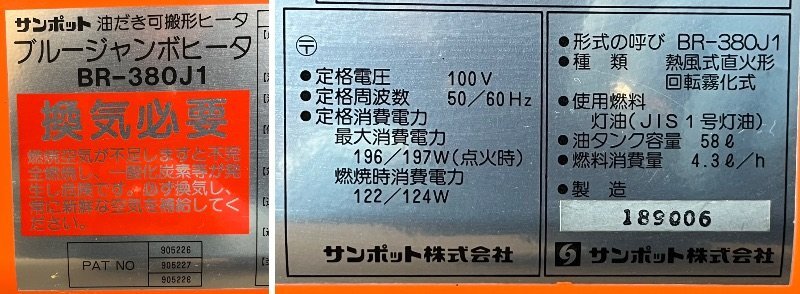 サンポット 油だき可搬形ヒータ
ブルージャンボヒータ
BR-380J1
換気必要
燃焼空気が不足しますと不完
全燃焼し、一酸化炭素等が発
生し危険です。必ず換気し、
常に新鮮な空気を補給してく
ださい。
PAT NO
905226
905227
905228
〒
●定格電圧 100V
●定格周波数 50/60Hz
●定格消費電力
最大消費電力
196/197W(点火時)
燃焼時消費電力
122/124W
サンポット株式会社
●形式の呼び BR-380J1
●種類 熱風式直火形
回転霧化式
●使用燃料
灯油(JIS1号灯油)
●油タンク容量 58ℓ
●燃料消費量 4.3ℓ/h
●製造
189006
サンポット株式会社